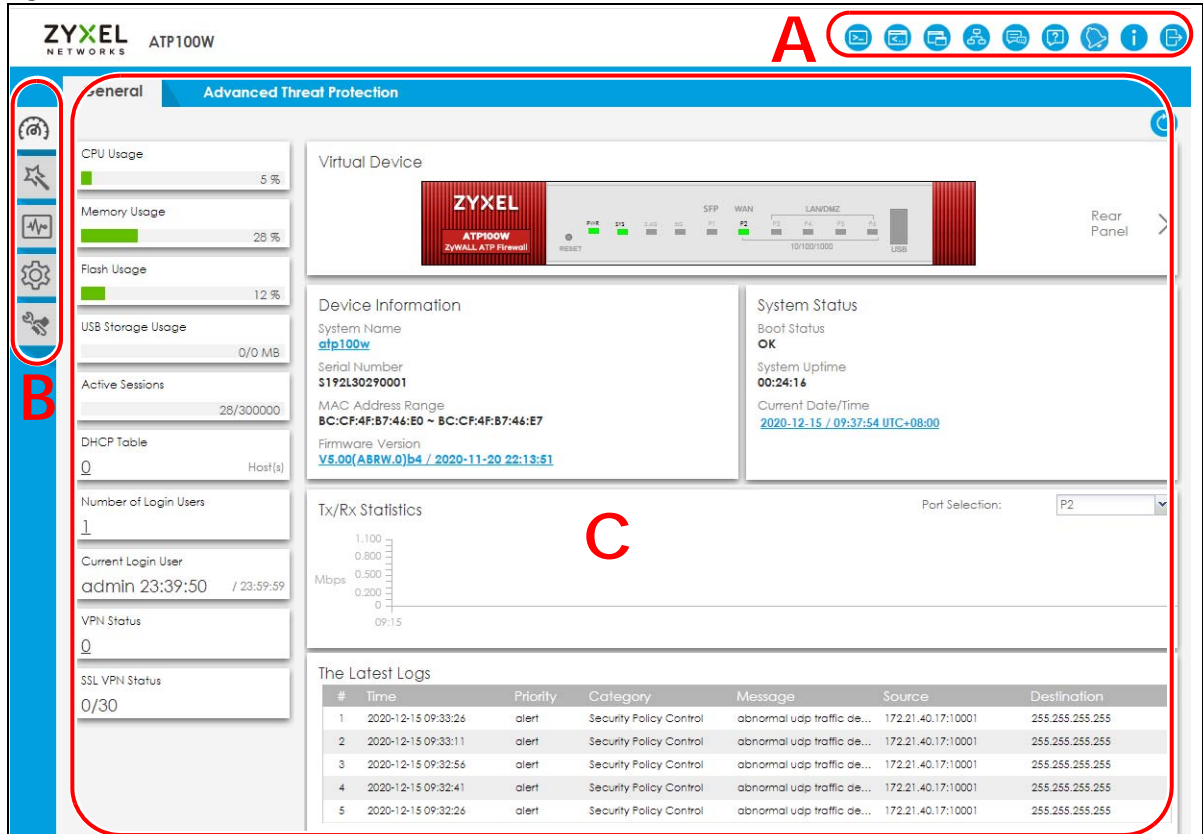 ZYXEL
NETWORKS
ATP100W
A
General
Advanced Threat Protection
B
CPU Usage
5 %
Memory Usage
28 %
Flash Usage
12 %
USB Storage Usage
0/0 MB
Active Sessions
28/300000
DHCP Table
0 Host(s)
Number of Login Users
1
Current Login User
admin 23:39:50 / 23:59:59
VPN Status
0
SSL VPN Status
0/30
Virtual Device
ZYXEL
ATP100W
ZyWALL ATP Firewall
RESET
PWR SYS
SFP WAN LAN/DMZ
P1 P2 P3 P4 P5 P6
10/100/1000
USB
Rear
Panel
Device Information
System Name
atp100w
Serial Number
S192L30290001
MAC Address Range
BC:CF:4F:B7:46:E0 ~ BC:CF:4F:B7:46:E7
Firmware Version
V5.00(ABRW.0)b4 / 2020-11-20 22:13:51
System Status
Boot Status
OK
System Uptime
00:24:16
Current Date/Time
2020-12-15 / 09:37:54 UTC+08:00
Tx/Rx Statistics
Port Selection: P2
C
1.100
0.800
Mbps 0.500
0.200
0
09:15
The Latest Logs
# Time Priority Category Message Source Destination
1 2020-12-15 09:33:26 alert Security Policy Control abnormal udp traffic de... 172.21.40.17:10001 255.255.255.255
2 2020-12-15 09:33:11 alert Security Policy Control abnormal udp traffic de... 172.21.40.17:10001 255.255.255.255
3 2020-12-15 09:32:56 alert Security Policy Control abnormal udp traffic de... 172.21.40.17:10001 255.255.255.255
4 2020-12-15 09:32:41 alert Security Policy Control abnormal udp traffic de... 172.21.40.17:10001 255.255.255.255
5 2020-12-15 09:32:26 alert Security Policy Control abnormal udp traffic de... 172.21.40.17:10001 255.255.255.255